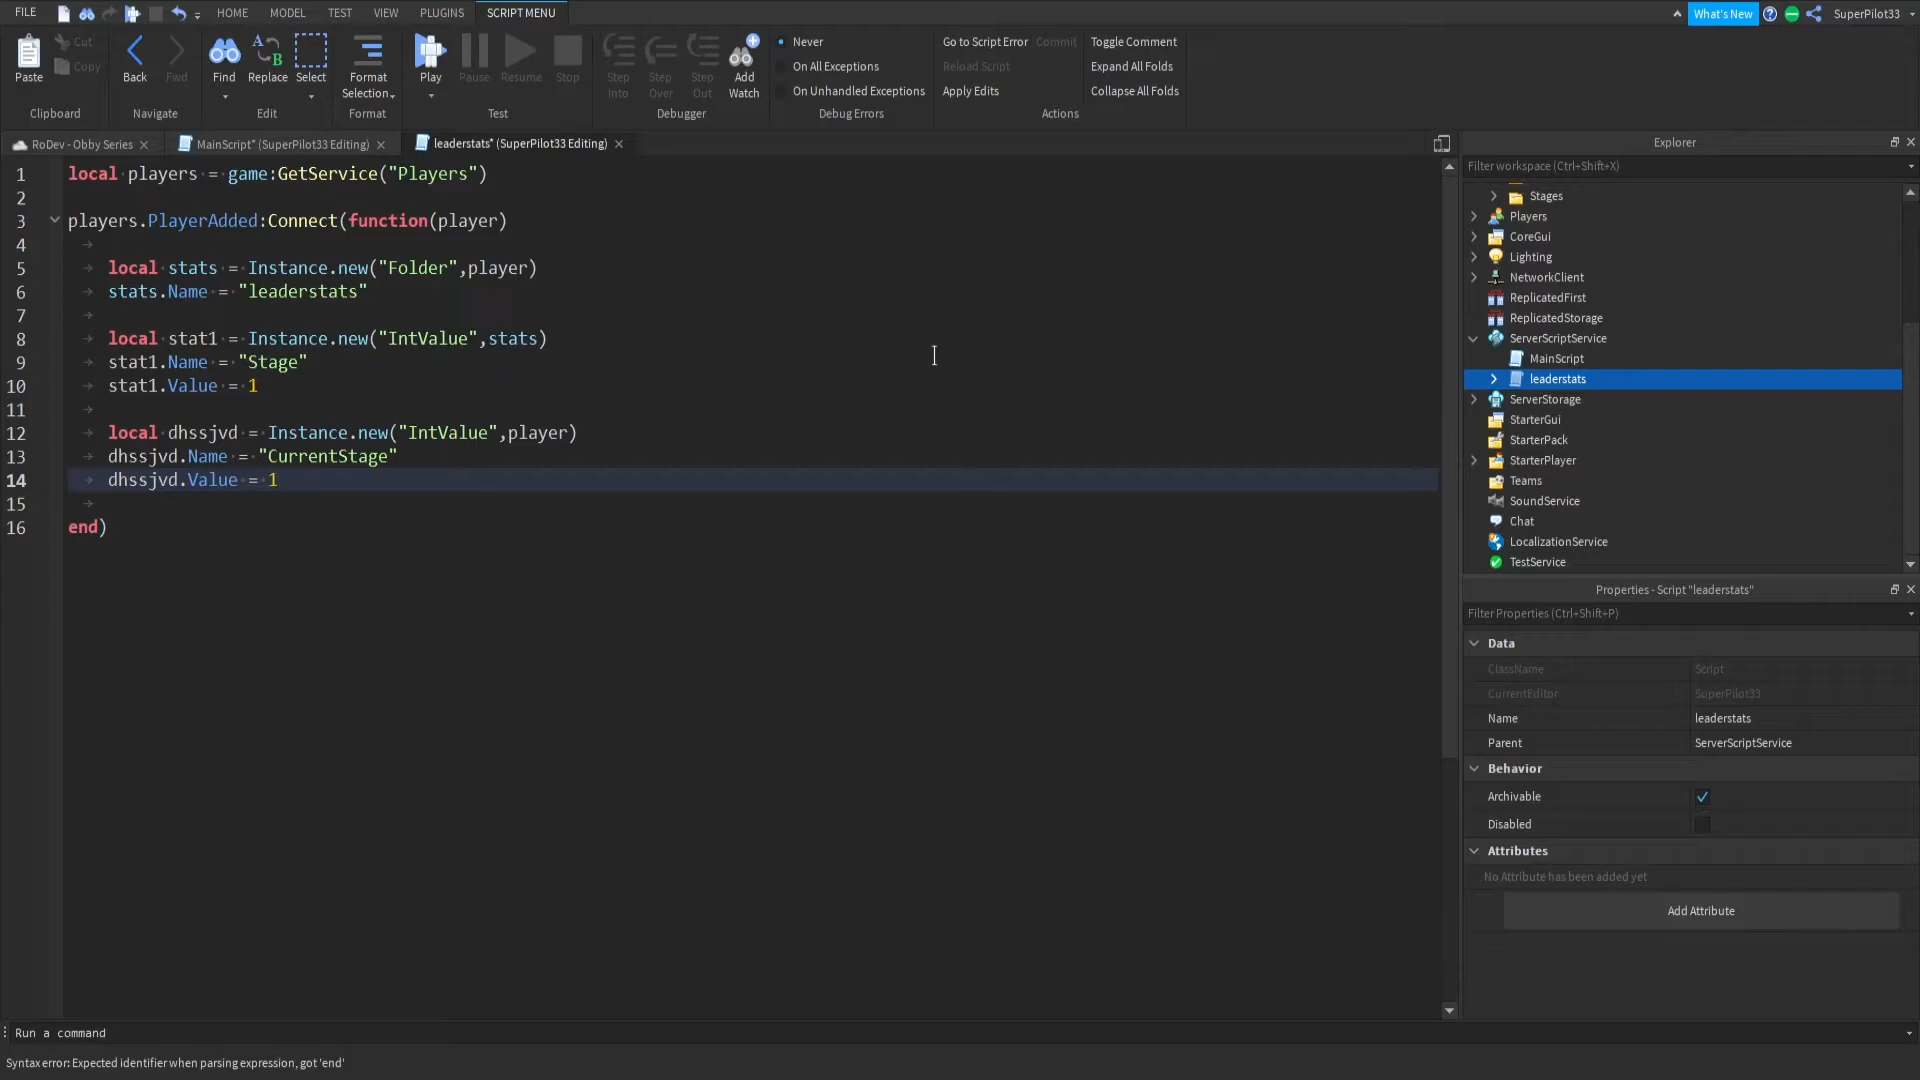 FILE HOME MODEL TEST VIEW PLUGINS SCRIPT MENU What's New SuperPilot33
Paste Cut Copy Back Fwd Find Replace Select Format Selection Play Pause Resume Stop Step Into Step Over Step Out Add Watch
Never Go to Script Error Commit Toggle Comment
On All Exceptions Reload Script Expand All Folds
On Unhandled Exceptions Apply Edits Collapse All Folds
Clipboard Navigate Edit Format Test Debugger Debug Errors Actions
RoDev - Obby Series MainScript* (SuperPilot33 Editing) leaderstats* (SuperPilot33 Editing)
1 local players = game:GetService("Players")
2
3 players.PlayerAdded:Connect(function(player)
4
5 local stats = Instance.new("Folder",player)
6 stats.Name = "leaderstats"
7
8 local stat1 = Instance.new("IntValue",stats)
9 stat1.Name = "Stage"
10 stat1.Value = 1
11
12 local dhssjvd = Instance.new("IntValue",player)
13 dhssjvd.Name = "CurrentStage"
14 dhssjvd.Value = 1
15
16 end)
Explorer
Filter workspace (Ctrl+Shift+X)
Stages
Players
CoreGui
Lighting
NetworkClient
ReplicatedFirst
ReplicatedStorage
ServerScriptService
MainScript
leaderstats
ServerStorage
StarterGui
StarterPack
StarterPlayer
Teams
SoundService
Chat
LocalizationService
TestService
Properties - Script "leaderstats"
Filter Properties (Ctrl+Shift+P)
Data
ClassName Script
CurrentEditor SuperPilot33
Name leaderstats
Parent ServerScriptService
Behavior
Archivable
Disabled
Attributes
No Attribute has been added yet
Add Attribute
Run a command
Syntax error: Expected identifier when parsing expression, got 'end'